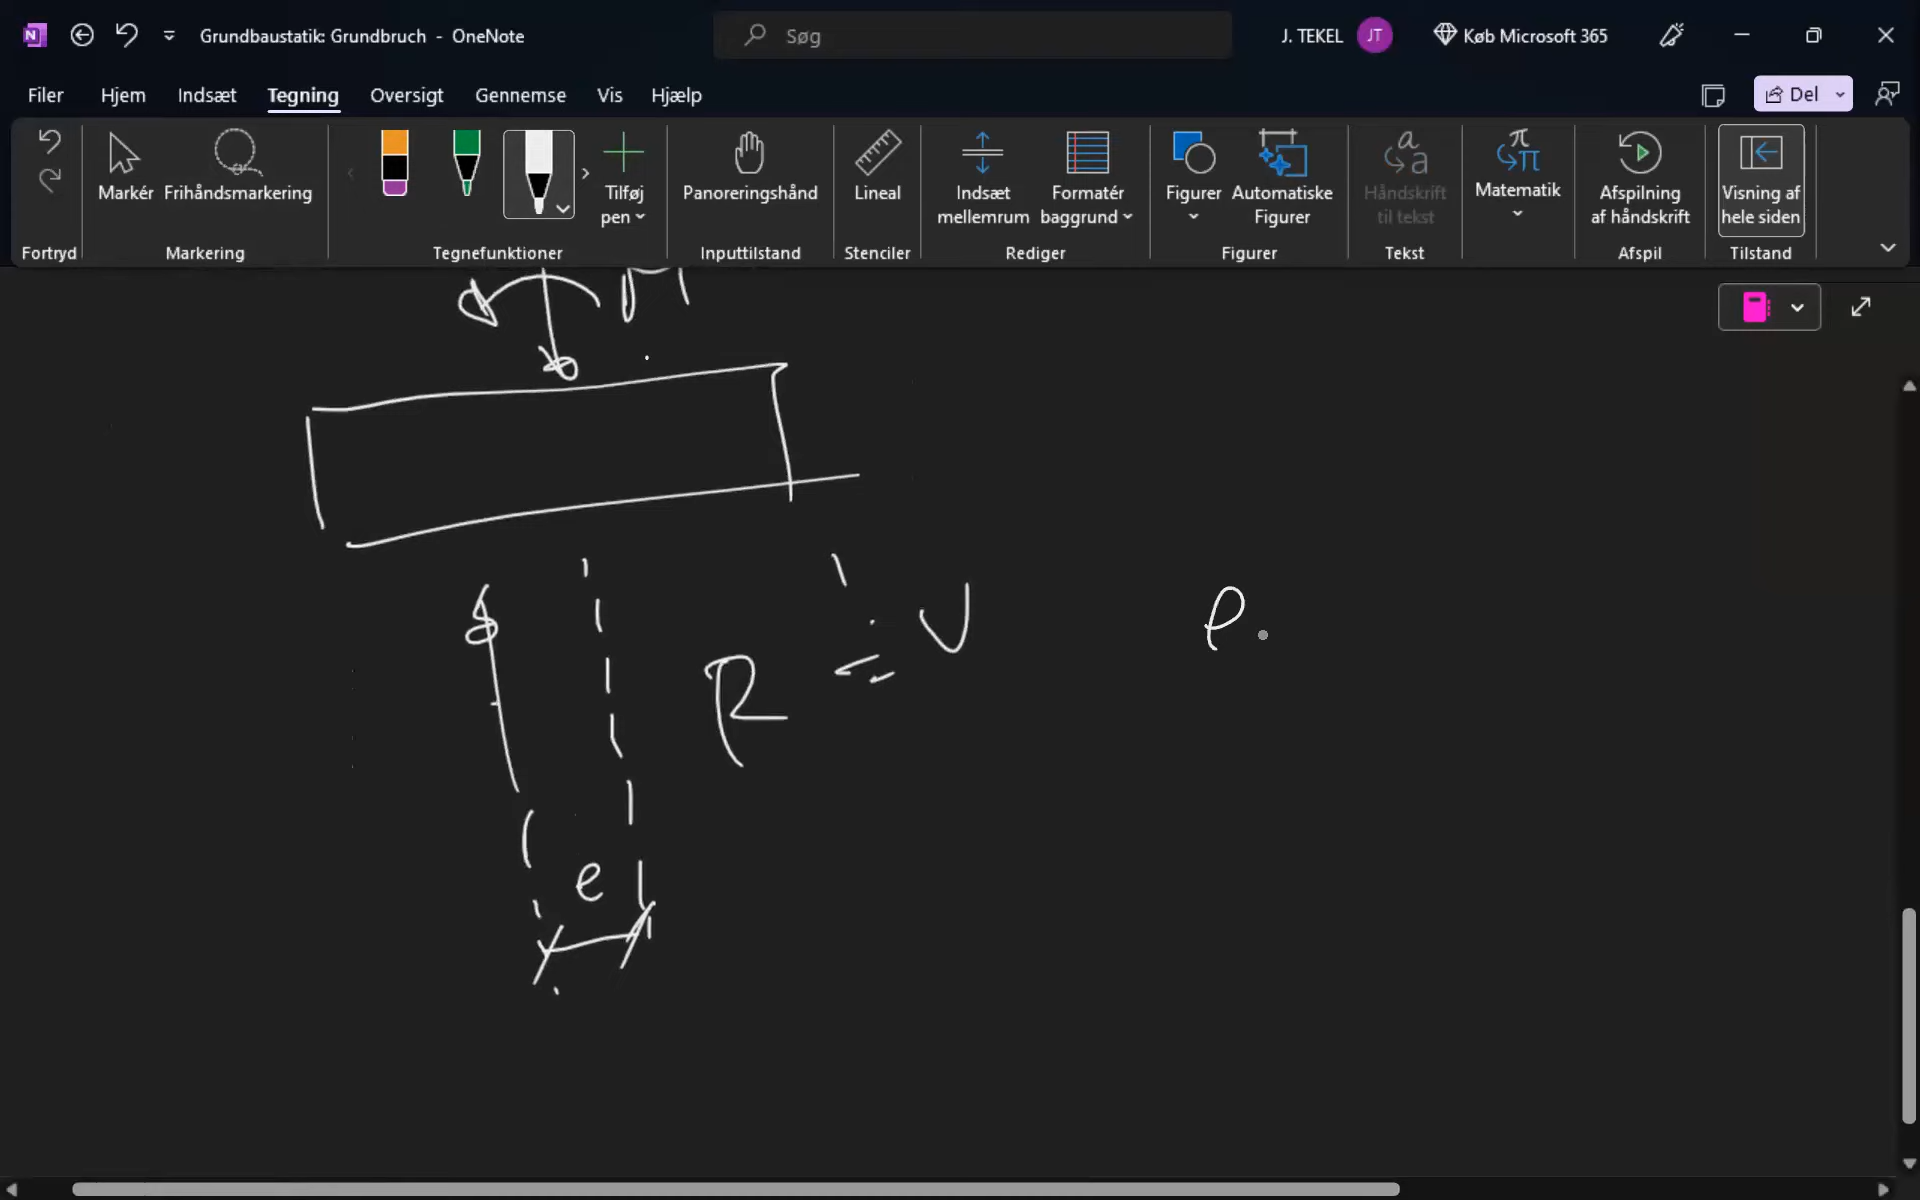 Grundbaustatik: Grundbruch - OneNote
Søg
J. TEKEL
JT
Køb Microsoft 365
Filer
Hjem
Indsæt
Tegning
Oversigt
Gennemse
Vis
Hjælp
Del
Markér
Frihåndsmarkering
Tilføj
pen
Panoreringshånd
Lineal
Indsæt
mellemrum
Formatér
baggrund
Figurer
Automatiske
Figurer
Håndskrift
til tekst
Matematik
Afspilning
af håndskrift
Visning af
hele siden
Fortryd
Markering
Tegnefunktioner
Inputtilstand
Stenciler
Rediger
Figurer
Tekst
Afspil
Tilstand
M
R = V
e
e